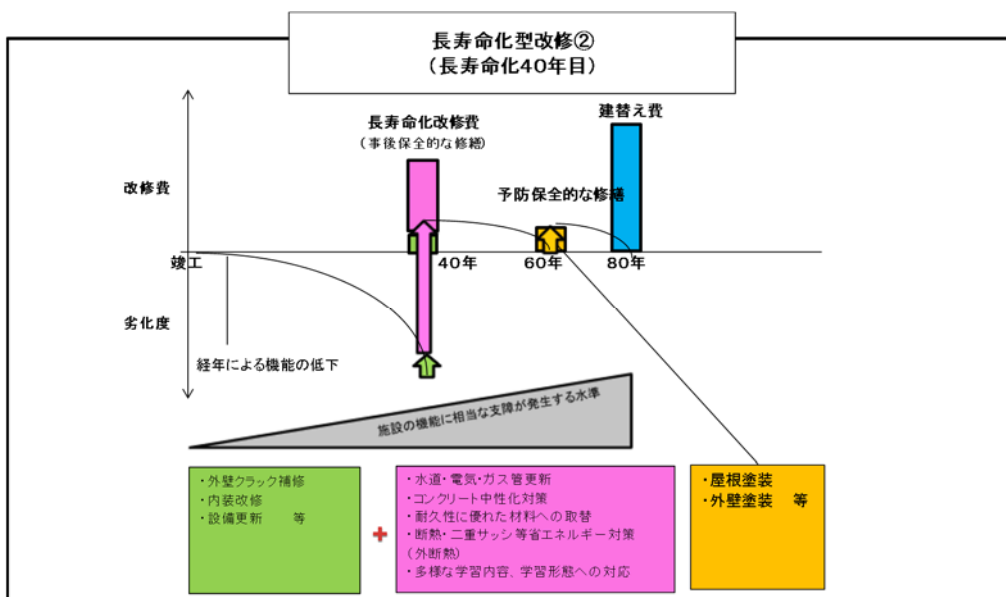 長寿命化型改修②
(長寿命化40年目)
長寿命化改修費
(事後保全的な修繕)
建替え費
改修費
予防保全的な修繕
竣工
40年
60年
80年
劣化度
経年による機能の低下
施設の機能に相当な支障が発生する水準
・外壁クラック補修
・内装改修
・設備更新 等
+
・水道・電気・ガス管更新
・コンクリート中性化対策
・耐久性に優れた材料への取替
・断熱・二重サッシ等省エネルギー対策
(外断熱)
・多様な学習内容、学習形態への対応
・屋根塗装
・外壁塗装 等